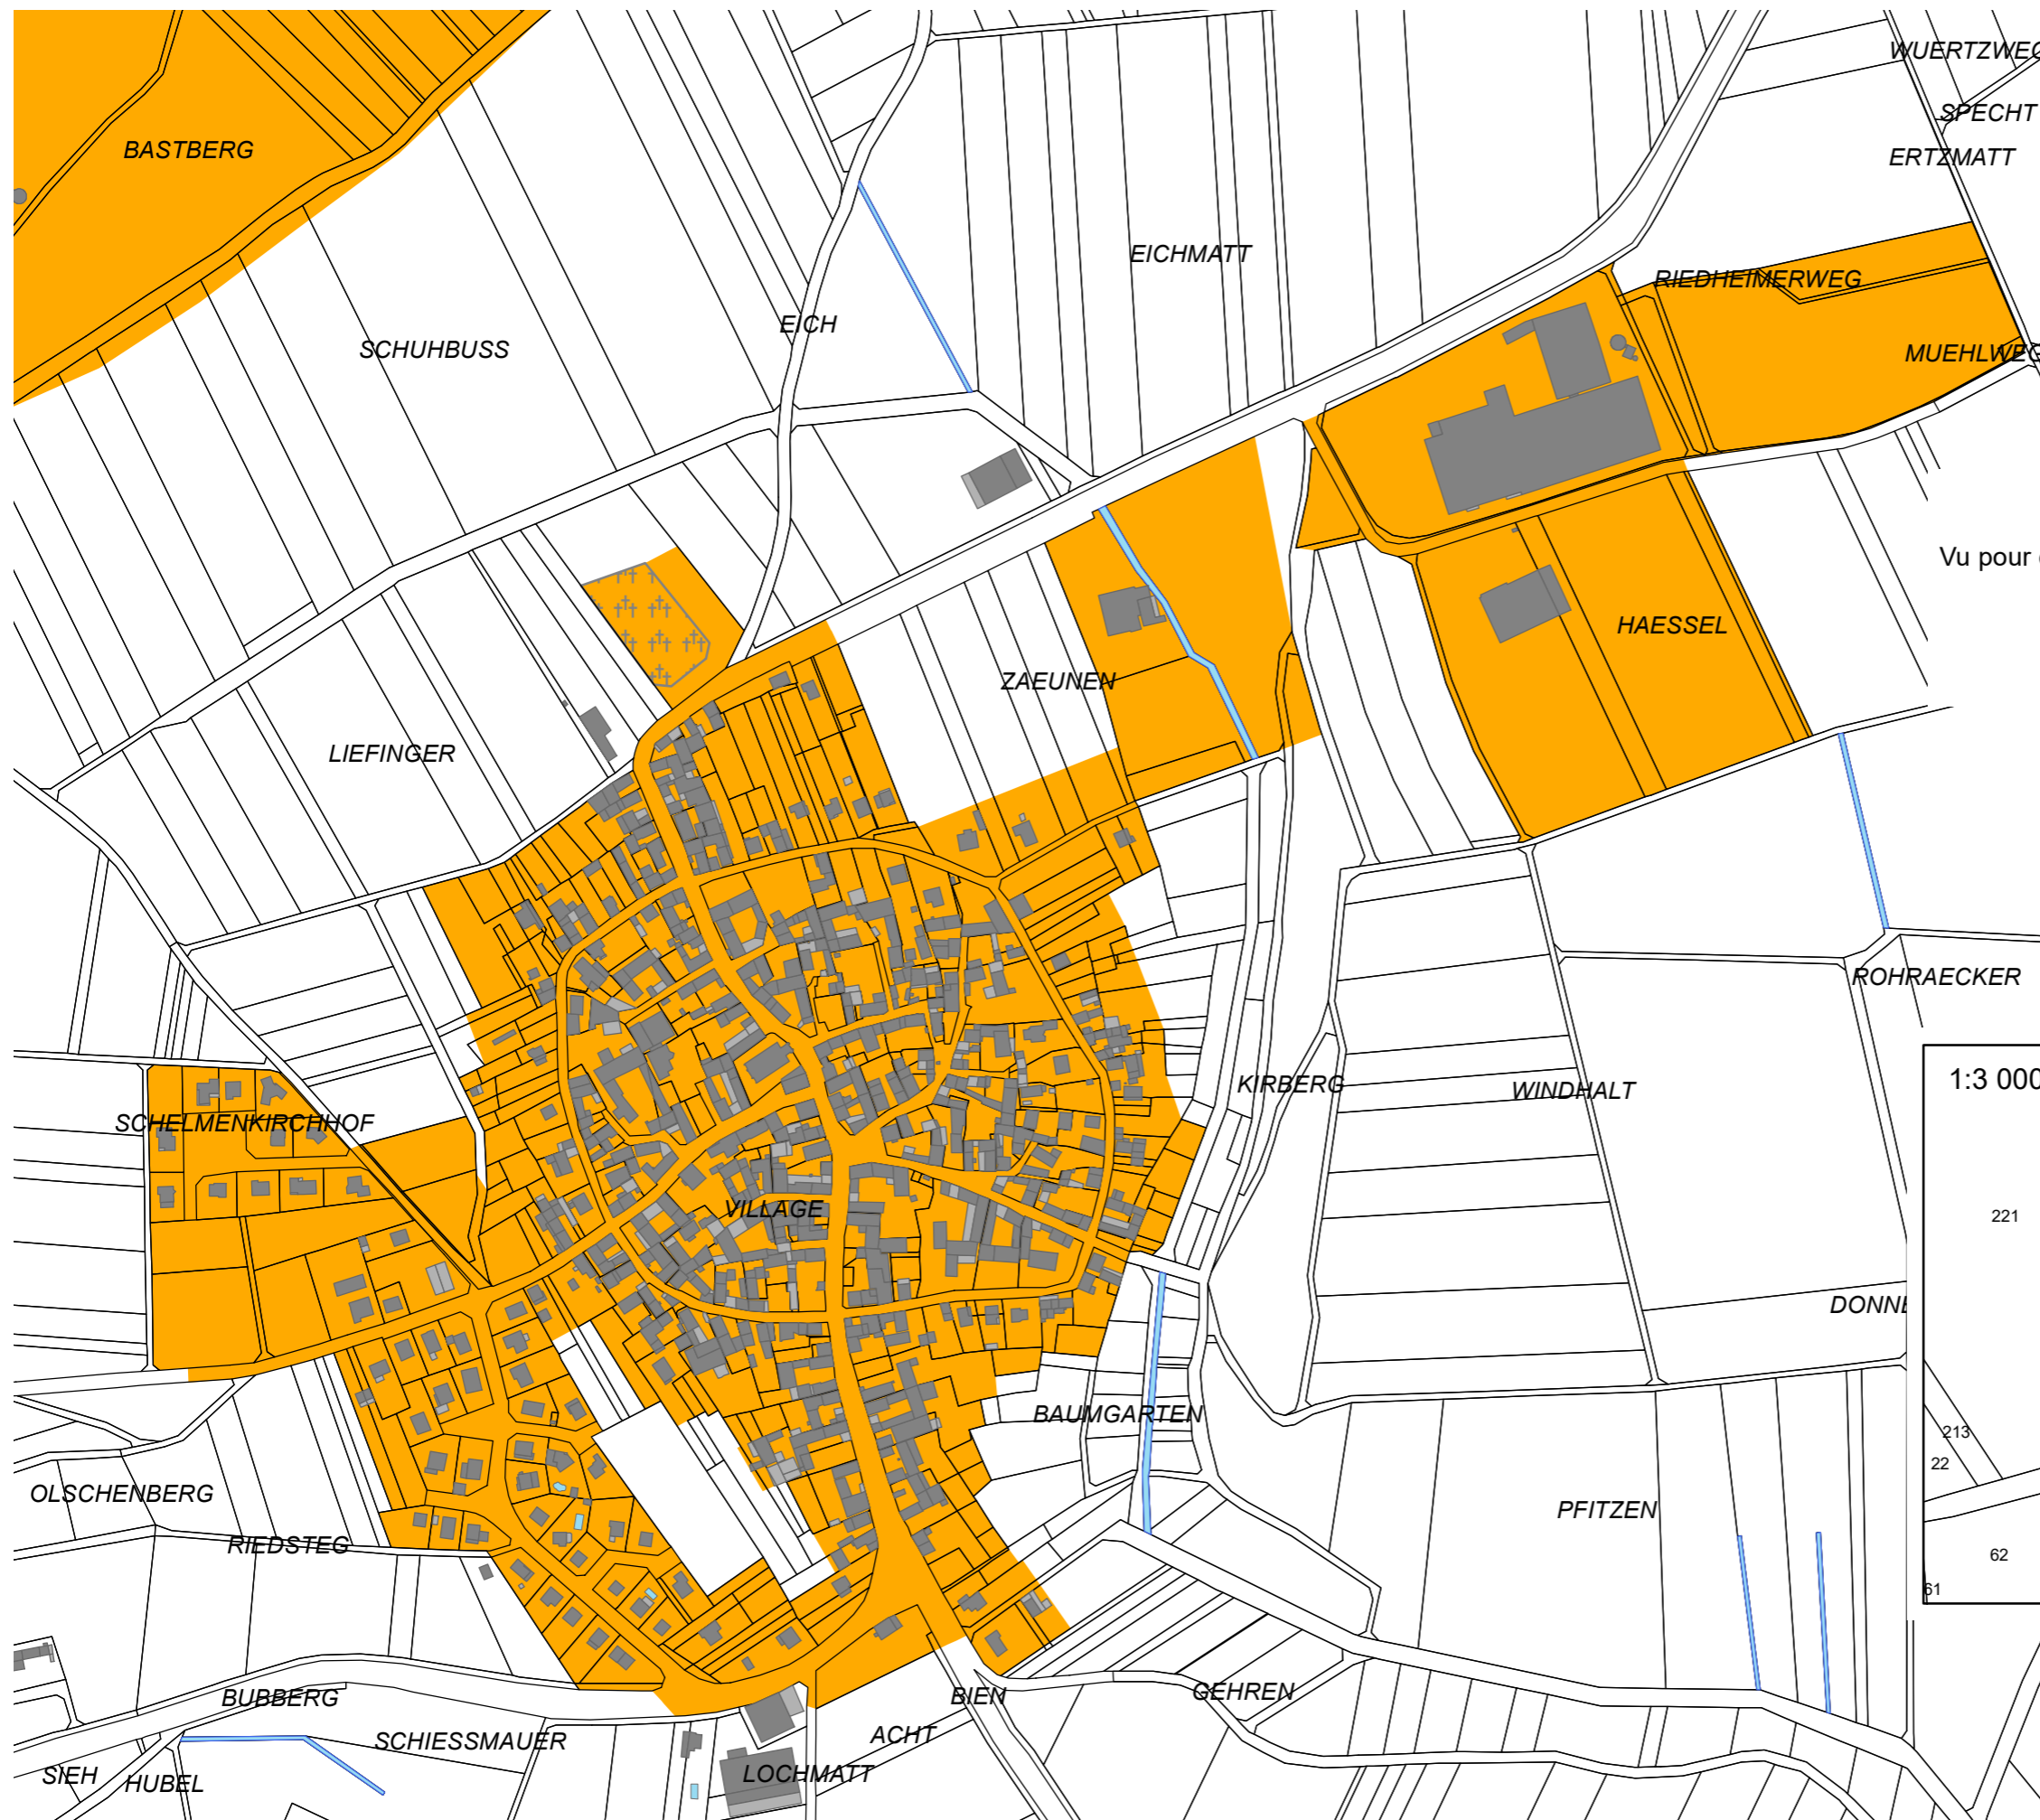 WUERTZWEG
SPECHT
BASTBERG
ERTZMATT
EICHMATT
RIEDHEIMERWEG
EICH
SCHUHBUSS
MUEHLWEG
Vu pour
HAESSEL
ZAEUNEN
LIEFINGER
ROHRAECKER
1:3 000
KIRBERG
WINDHALT
SCHELMENKIRCHHOF
VILLAGE
221
DONNE
BAUMGARTEN
213
22
OLSCHENBERG
PFITZEN
RIEDSTEG
62
61
BUBBERG
BIEN
GEHREN
SCHIESSMAUER
ACHT
SIEH
HUBEL
LOCHMATT